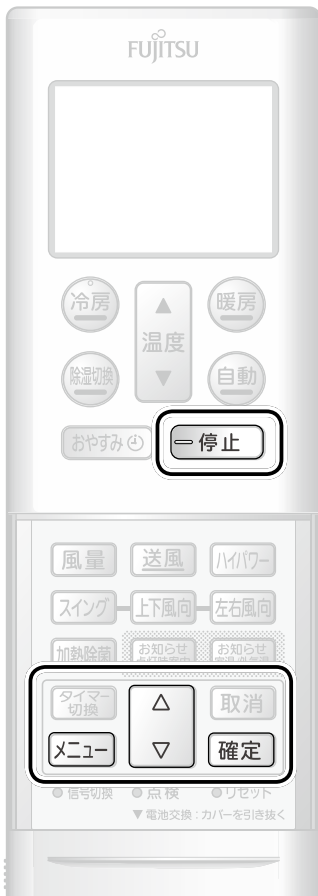 FUJITSU
冷房 ▲ 温度 ▼ 暖房
除湿切換 自動
おやすみ 停止
風量 送風 ハイパワー
スイング 上下風向 左右風向
加熱除菌 お知らせ お知らせ
タイマー切換 △ 取消
メニュー ▽ 確定
信号切換 点検 リセット
▼電池交換：カバーを引き抜く